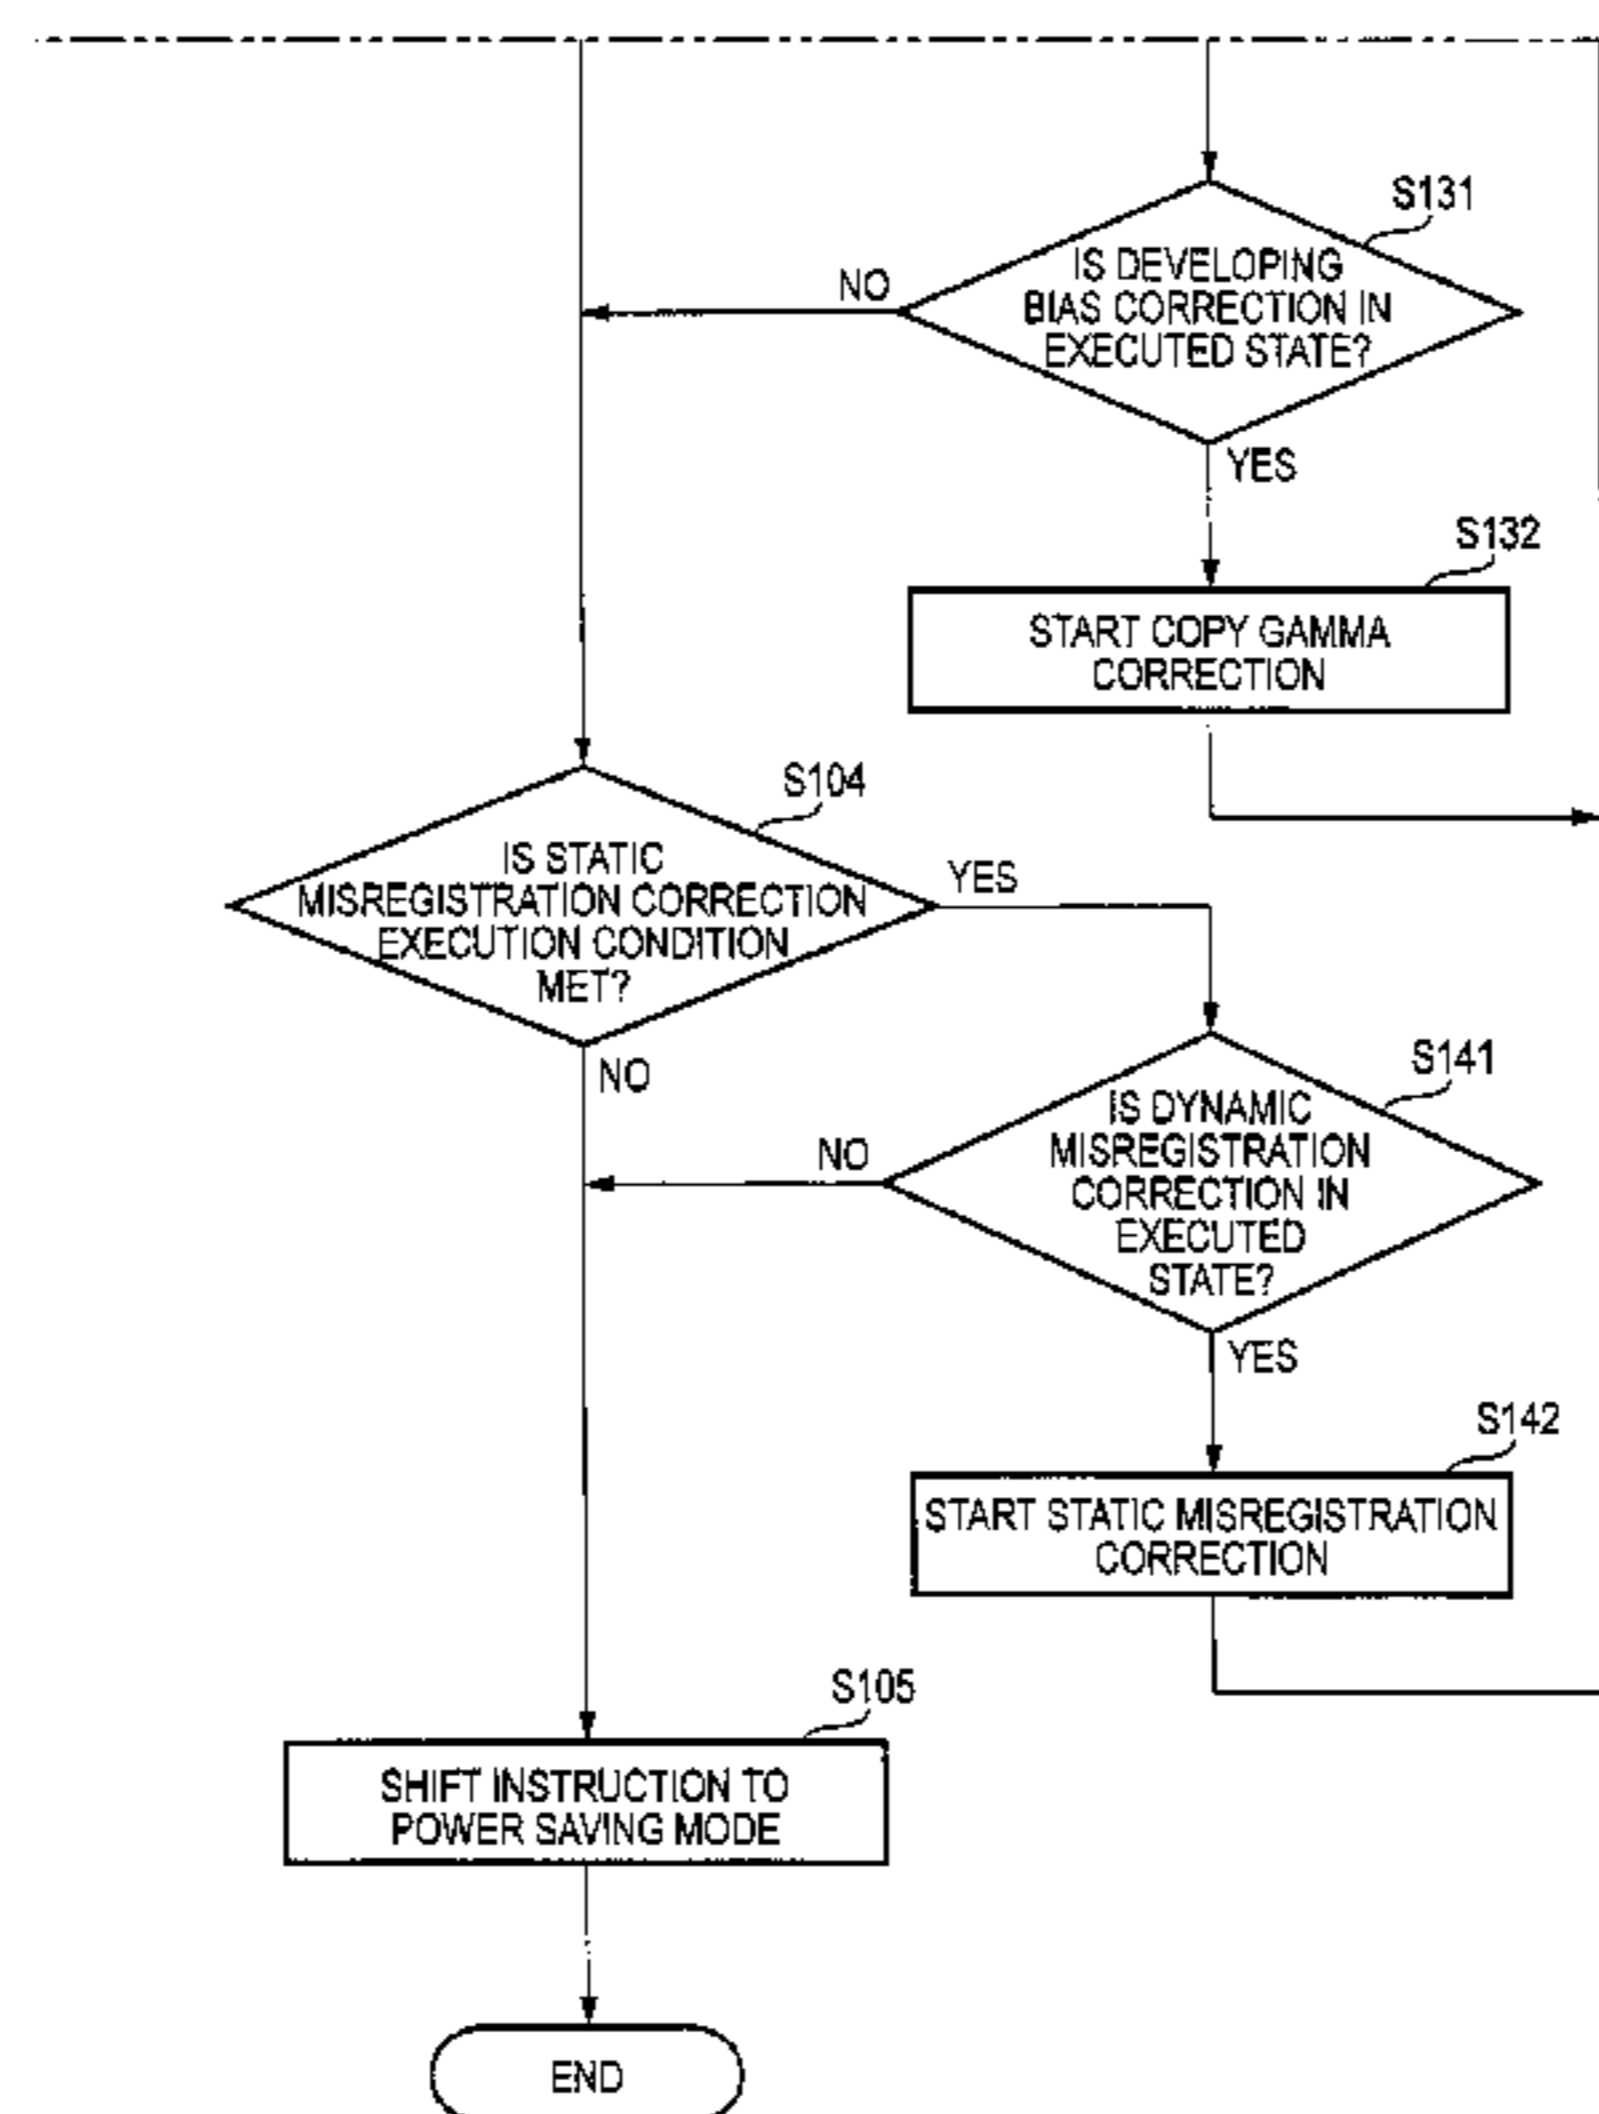 S131
IS DEVELOPING
BIAS CORRECTION IN
EXECUTED STATE?
NO
YES
S132
START COPY GAMMA
CORRECTION
S104
IS STATIC
MISREGISTRATION CORRECTION
EXECUTION CONDITION
MET?
YES
NO
S141
IS DYNAMIC
MISREGISTRATION
CORRECTION IN
EXECUTED
STATE?
NO
YES
S142
START STATIC MISREGISTRATION
CORRECTION
S105
SHIFT INSTRUCTION TO
POWER SAVING MODE
END